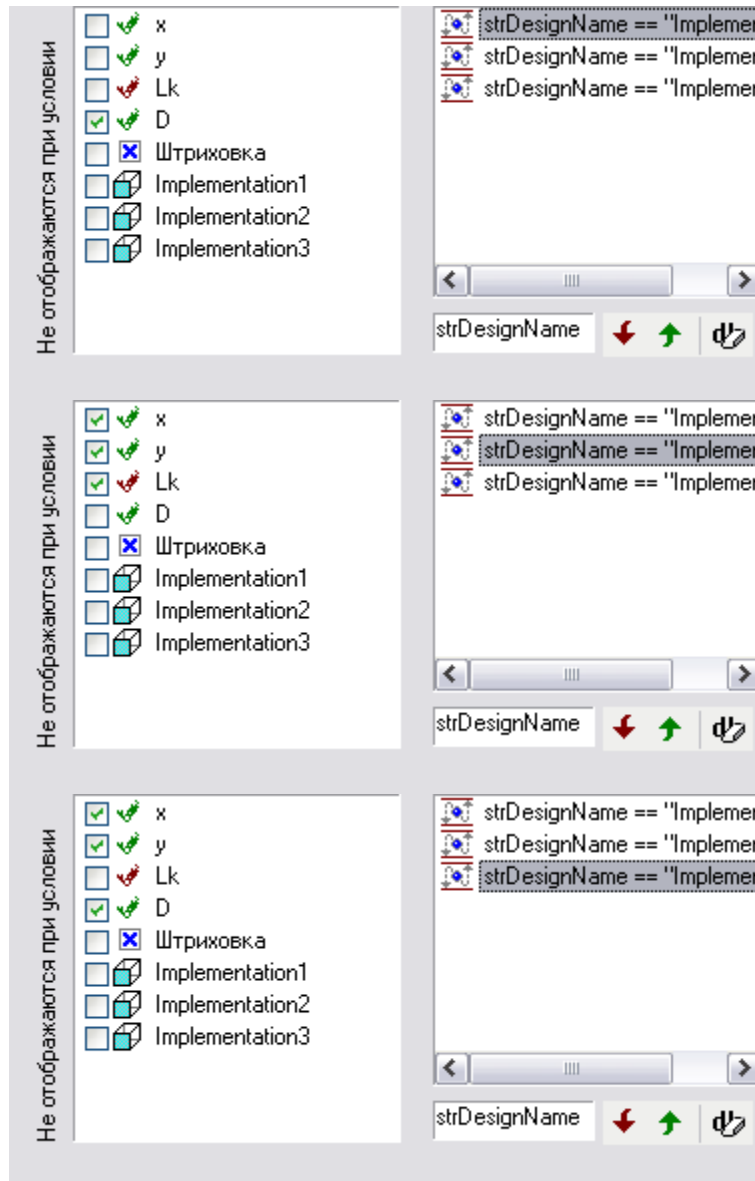 Не отображаются при условии
x
y
Lk
D
Штриховка
Implementation1
Implementation2
Implementation3
strDesignName == "Implemen
strDesignName == "Implemen
strDesignName == "Implemen
strDesignName
Не отображаются при условии
x
y
Lk
D
Штриховка
Implementation1
Implementation2
Implementation3
strDesignName == "Implemen
strDesignName == "Implemen
strDesignName == "Implemen
strDesignName
Не отображаются при условии
x
y
Lk
D
Штриховка
Implementation1
Implementation2
Implementation3
strDesignName == "Implemen
strDesignName == "Implemen
strDesignName == "Implemen
strDesignName